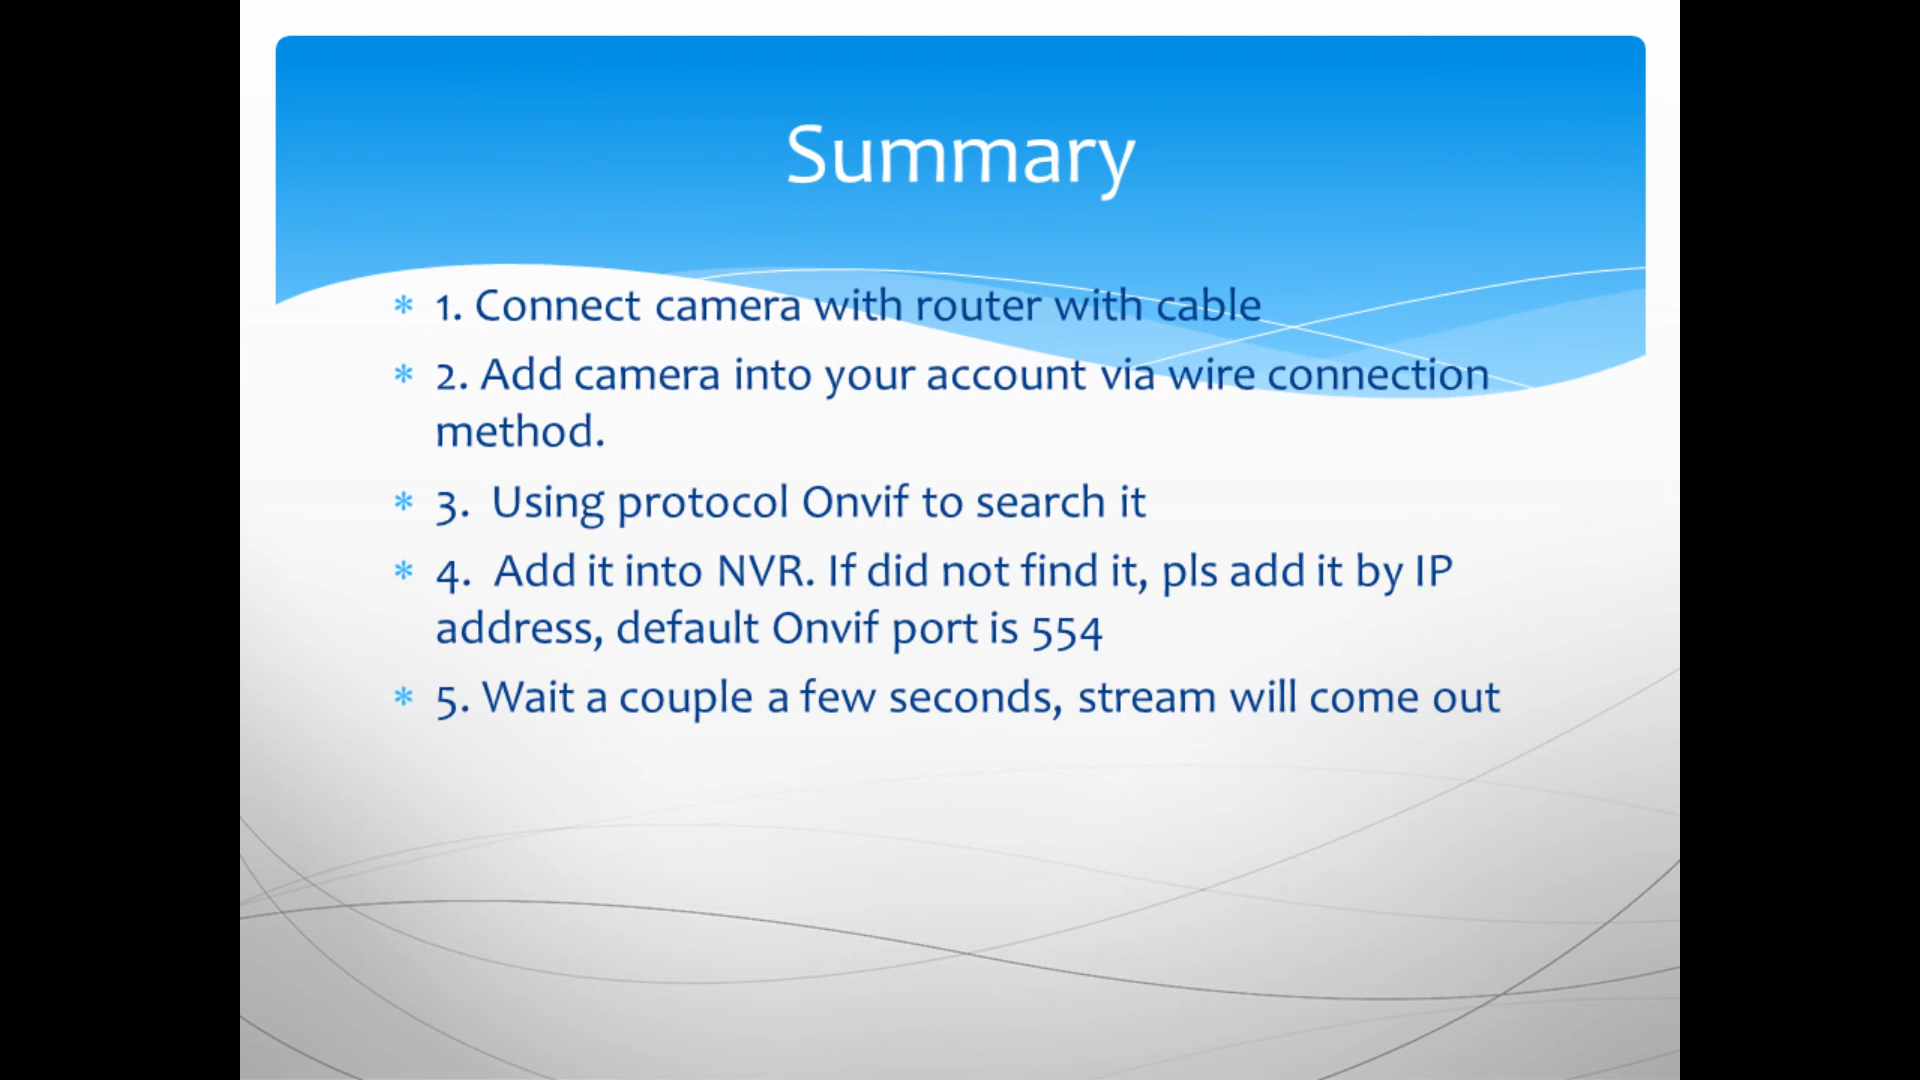 Summary
* 1. Connect camera with router with cable
* 2. Add camera into your account via wire connection
method.
* 3.  Using protocol Onvif to search it
* 4.  Add it into NVR. If did not find it, pls add it by IP
address, default Onvif port is 554
* 5. Wait a couple a few seconds, stream will come out